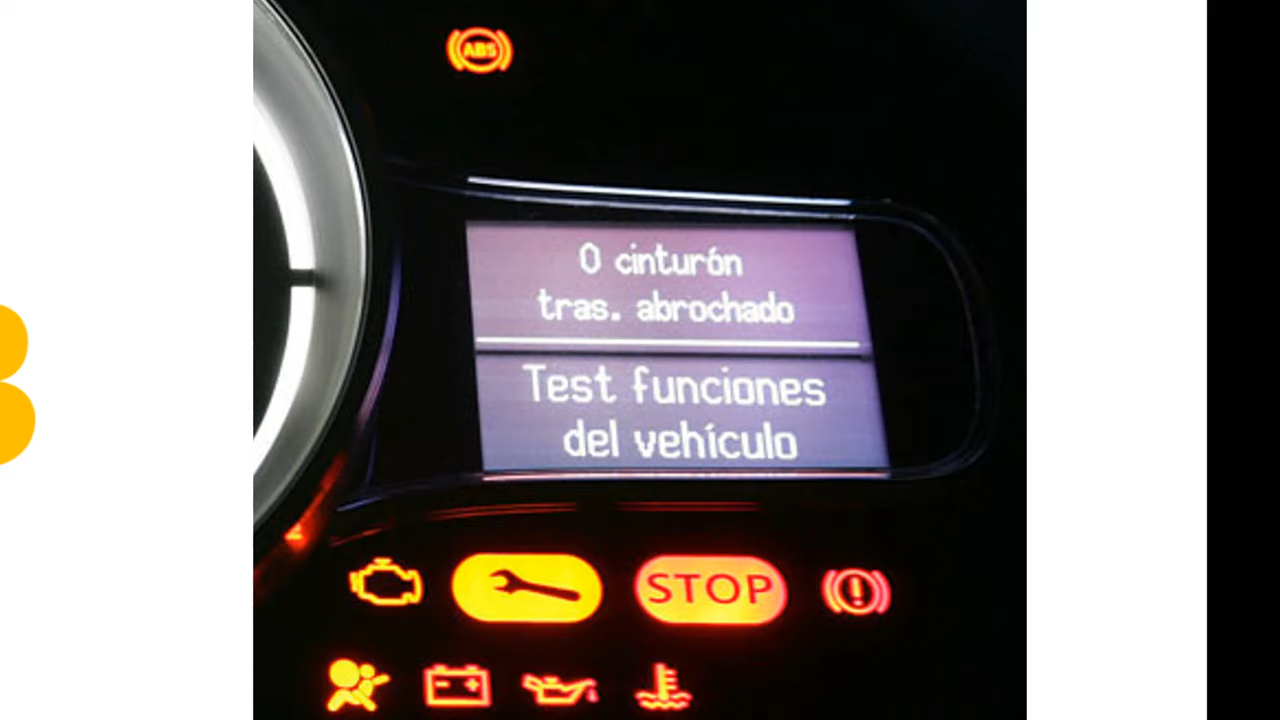 ABS
0 cinturón
tras. abrochado
Test funciones
del vehículo
STOP